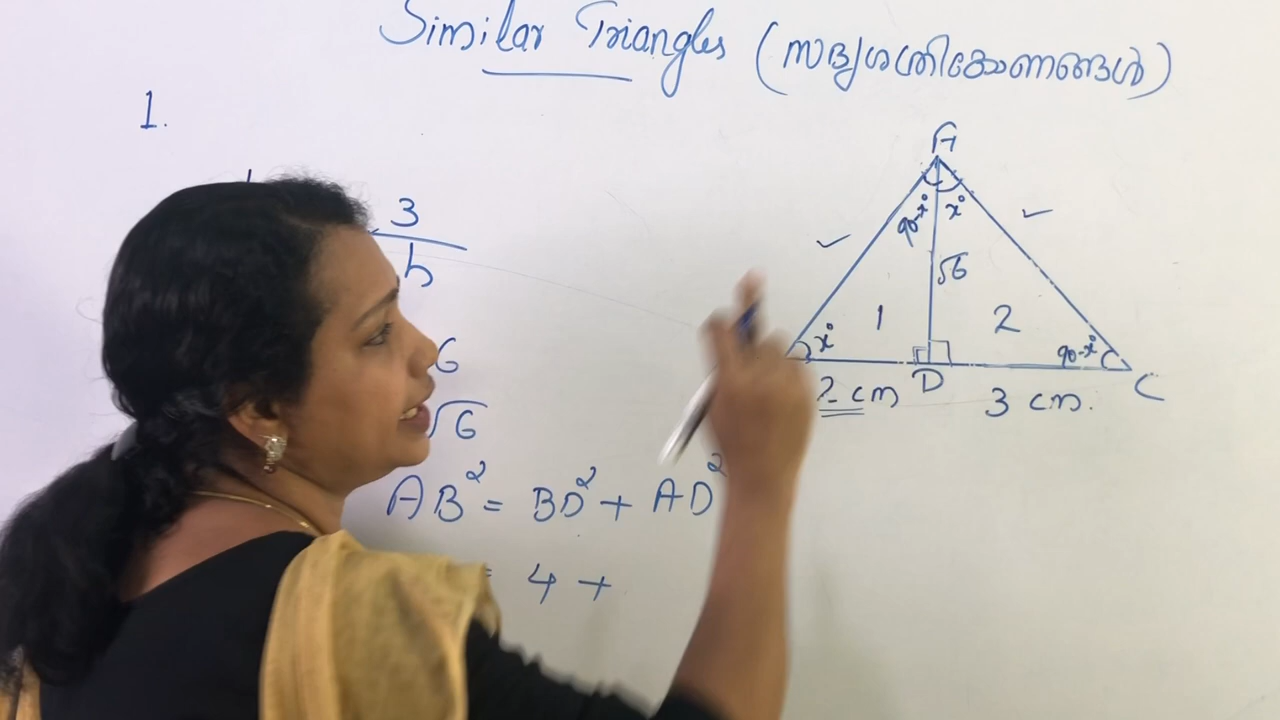 Similar Triangles (സദൃശത്രികോണങ്ങൾ)
1.
3
h
6
√6
AB² = BD² + AD²
= 4 +
A
90-x° x°
√6
1 2
x° 90-x°
D C
2 cm 3 cm.